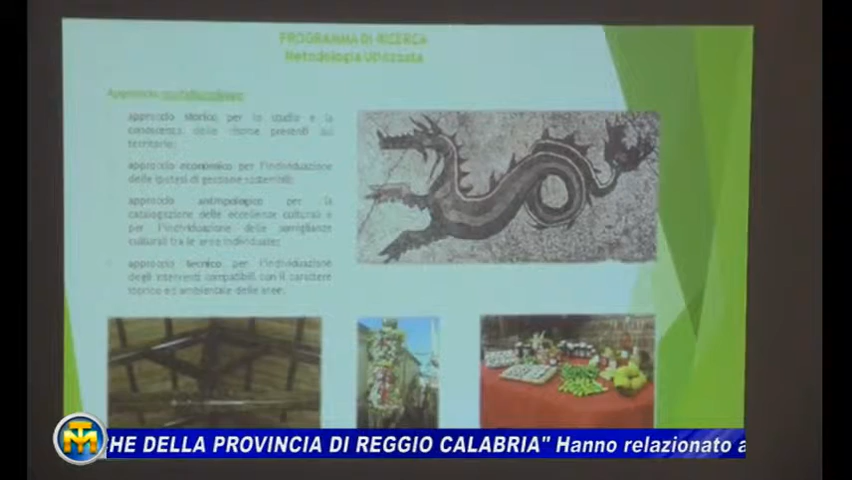 PROGRAMMA DI RICERCA
Metodologia Utilizzata
Approccio multidisciplinare:
approccio storico per lo studio e la
conoscenza delle risorse presenti sul
territorio;
approccio economico per l'individuazione
delle ipotesi di gestione sostenibili;
approccio antropologico per la
catalogazione delle eccellenze culturali e
per l'individuazione delle somiglianze
culturali tra le aree individuate;
approccio tecnico per l'individuazione
degli interventi compatibili con il carattere
storico ed ambientale delle aree.
HE DELLA PROVINCIA DI REGGIO CALABRIA" Hanno relazionato a
TM